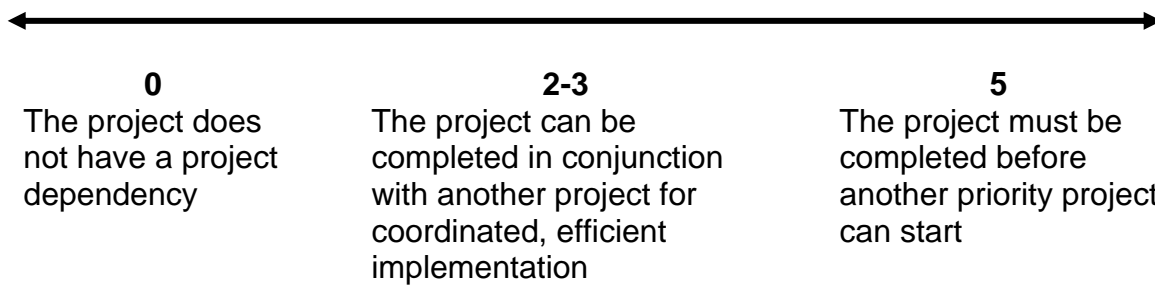 0
The project does
not have a project
dependency
2-3
The project can be
completed in conjunction
with another project for
coordinated, efficient
implementation
5
The project must be
completed before
another priority project
can start